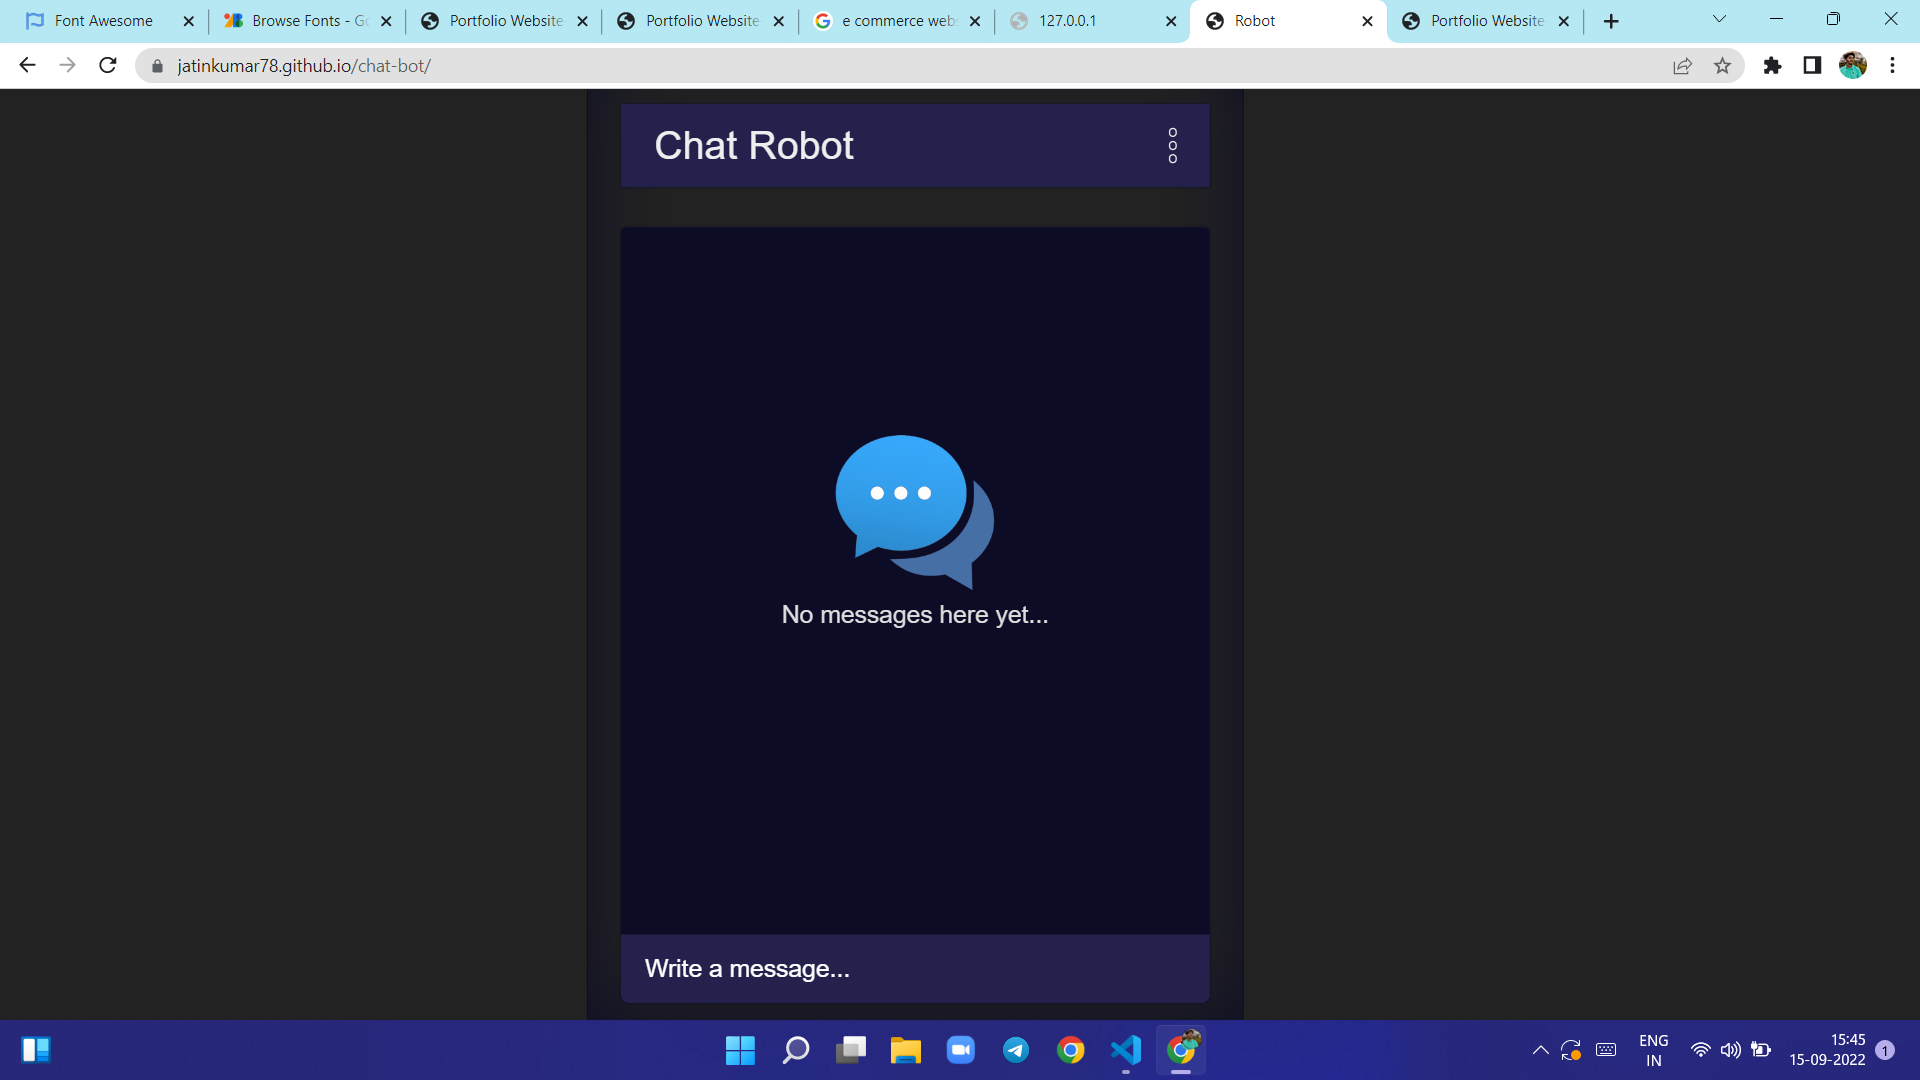 Font Awesome
Browse Fonts - Go
Portfolio Website
Portfolio Website
e commerce web
127.0.0.1
Robot
Portfolio Website
jatinkumar78.github.io/chat-bot/
Chat Robot
No messages here yet...
Write a message...
ENG
IN
15:45
15-09-2022
1